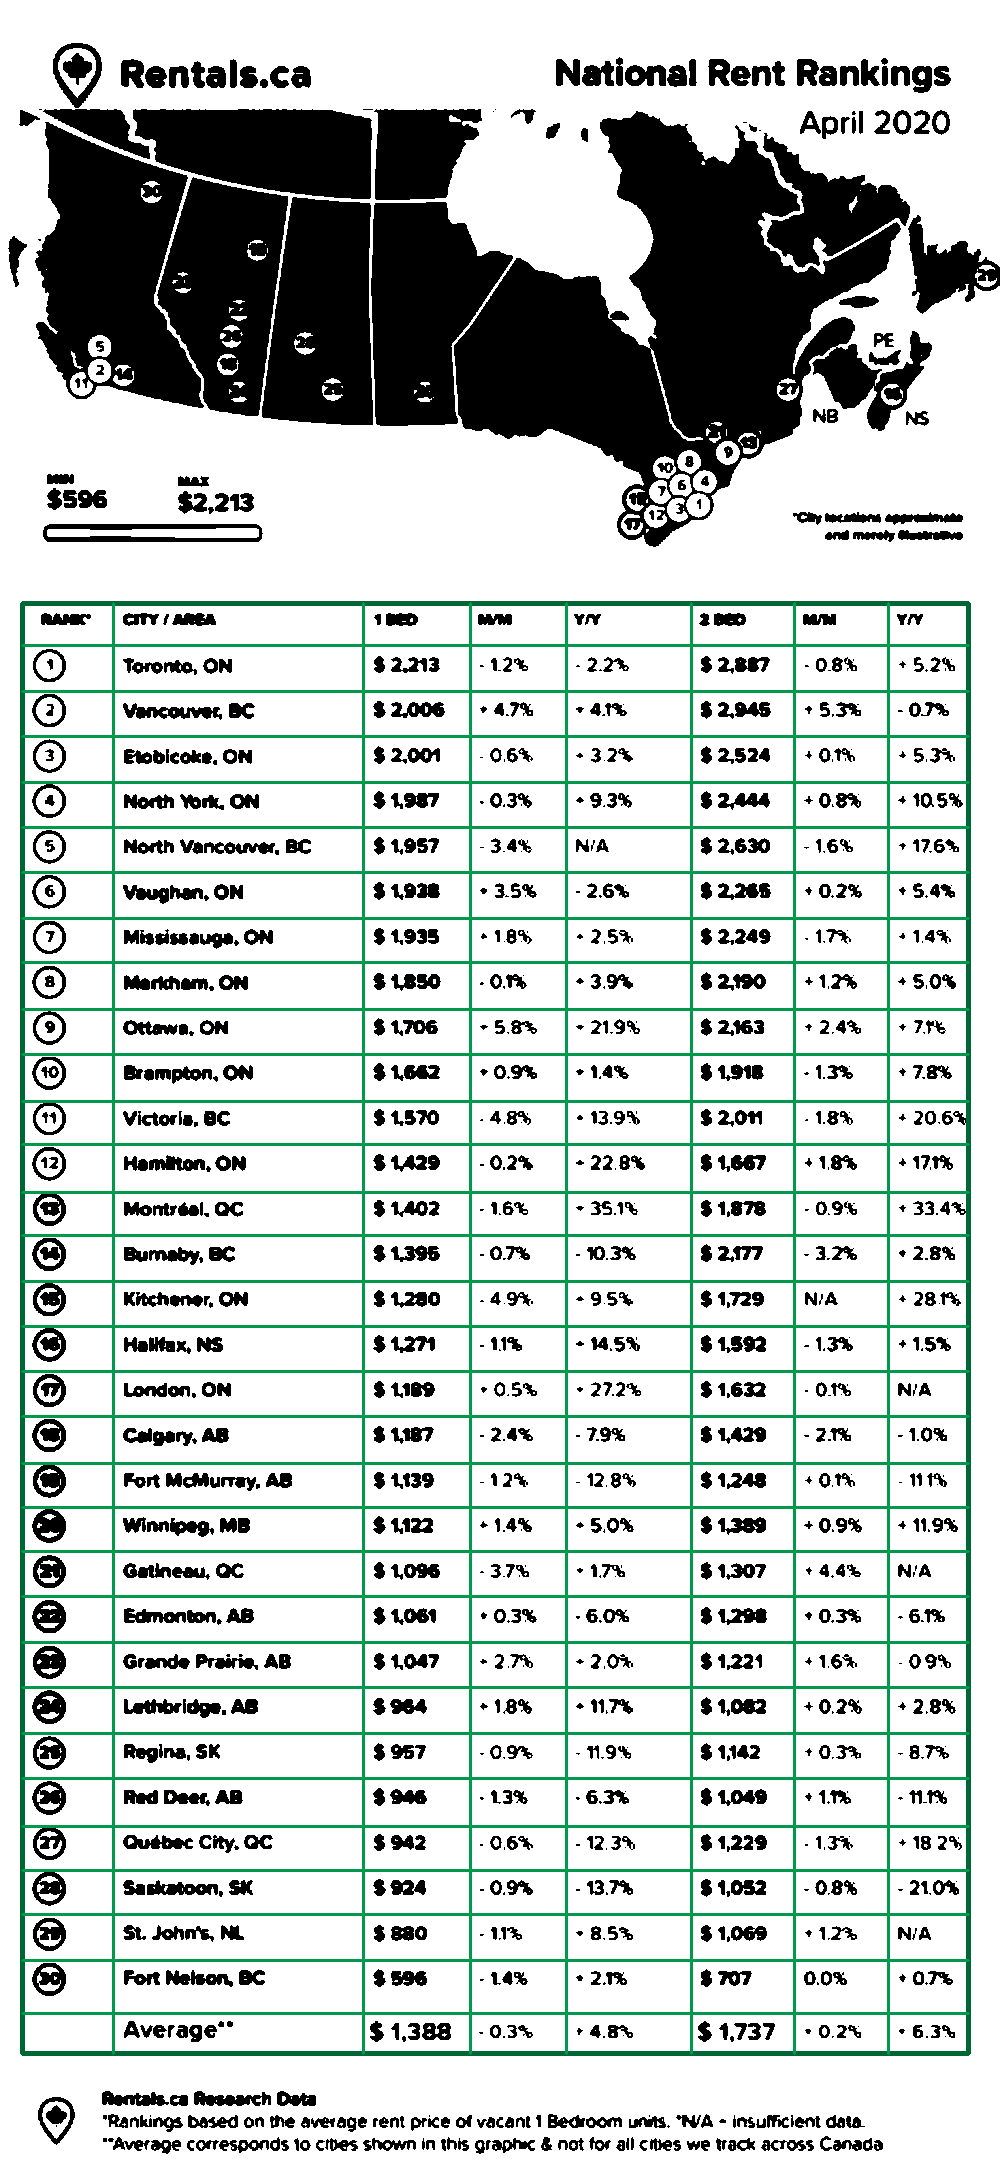 Rentals.ca
National Rent Rankings
April 2020
5
2
11
27
PE
NB
NS
10
8
9
7
6
4
12
3
1
17
MIN MAX
$596 $2,213
*City locations approximate
and merely illustrative
RANK* CITY / AREA 1 BED M/M Y/Y 2 BED M/M Y/Y
1 Toronto, ON $ 2,213 - 1.2% - 2.2% $ 2,887 - 0.8% + 5.2%
2 Vancouver, BC $ 2,006 + 4.7% + 4.1% $ 2,945 + 5.3% - 0.7%
3 Etobicoke, ON $ 2,001 - 0.6% + 3.2% $ 2,524 + 0.1% + 5.3%
4 North York, ON $ 1,987 - 0.3% + 9.3% $ 2,444 + 0.8% + 10.5%
5 North Vancouver, BC $ 1,957 - 3.4% N/A $ 2,630 - 1.6% + 17.6%
6 Vaughan, ON $ 1,938 + 3.5% - 2.6% $ 2,265 + 0.2% + 5.4%
7 Mississauga, ON $ 1,935 + 1.8% + 2.5% $ 2,249 - 1.7% + 1.4%
8 Markham, ON $ 1,850 - 0.1% + 3.9% $ 2,190 + 1.2% + 5.0%
9 Ottawa, ON $ 1,706 + 5.8% + 21.9% $ 2,163 + 2.4% + 7.1%
10 Brampton, ON $ 1,662 + 0.9% + 1.4% $ 1,918 - 1.3% + 7.8%
11 Victoria, BC $ 1,570 - 4.8% + 13.9% $ 2,011 - 1.8% + 20.6%
12 Hamilton, ON $ 1,429 - 0.2% + 22.8% $ 1,667 + 1.8% + 17.1%
13 Montréal, QC $ 1,402 - 1.6% + 35.1% $ 1,878 - 0.9% + 33.4%
14 Burnaby, BC $ 1,395 - 0.7% - 10.3% $ 2,177 - 3.2% + 2.8%
15 Kitchener, ON $ 1,280 - 4.9% + 9.5% $ 1,729 N/A + 28.1%
16 Halifax, NS $ 1,271 - 1.1% + 14.5% $ 1,592 - 1.3% + 1.5%
17 London, ON $ 1,189 + 0.5% + 27.2% $ 1,632 - 0.1% N/A
18 Calgary, AB $ 1,187 - 2.4% - 7.9% $ 1,429 - 2.1% - 1.0%
19 Fort McMurray, AB $ 1,139 - 1.2% - 12.8% $ 1,248 + 0.1% - 11.1%
20 Winnipeg, MB $ 1,122 + 1.4% + 5.0% $ 1,389 + 0.9% + 11.9%
21 Gatineau, QC $ 1,096 - 3.7% + 1.7% $ 1,307 + 4.4% N/A
22 Edmonton, AB $ 1,061 + 0.3% - 6.0% $ 1,298 + 0.3% - 6.1%
23 Grande Prairie, AB $ 1,047 + 2.7% + 2.0% $ 1,221 + 1.6% - 0.9%
24 Lethbridge, AB $ 964 + 1.8% + 11.7% $ 1,082 + 0.2% + 2.8%
25 Regina, SK $ 957 - 0.9% - 11.9% $ 1,142 + 0.3% - 8.7%
26 Red Deer, AB $ 946 - 1.3% - 6.3% $ 1,049 + 1.1% - 11.1%
27 Québec City, QC $ 942 - 0.6% - 12.3% $ 1,229 - 1.3% + 18.2%
28 Saskatoon, SK $ 924 - 0.9% - 13.7% $ 1,052 - 0.8% - 21.0%
29 St. John's, NL $ 880 - 1.1% + 8.5% $ 1,069 + 1.2% N/A
30 Fort Nelson, BC $ 596 - 1.4% + 2.1% $ 707 0.0% + 0.7%
Average** $ 1,388 - 0.3% + 4.8% $ 1,737 + 0.2% + 6.3%
Rentals.ca Research Data
*Rankings based on the average rent price of vacant 1 Bedroom units. *N/A - insufficient data.
**Average corresponds to cities shown in this graphic & not for all cities we track across Canada